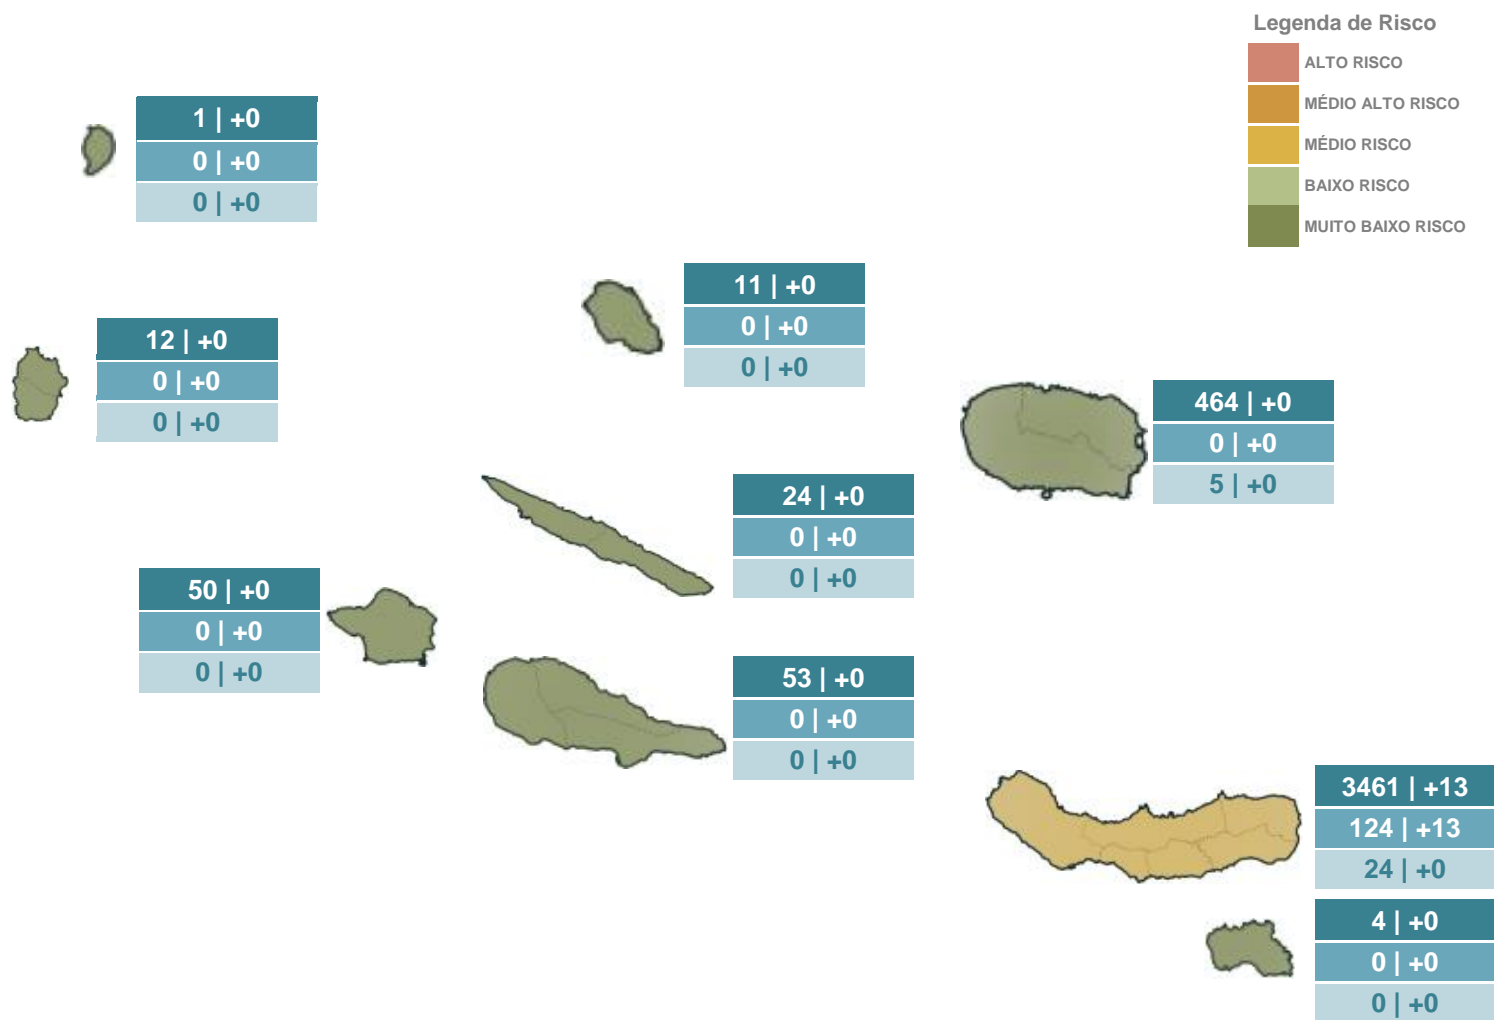 Legenda de Risco
ALTO RISCO
MÉDIO ALTO RISCO
MÉDIO RISCO
BAIXO RISCO
MUITO BAIXO RISCO
1 | +0
0 | +0
0 | +0
11 | +0
0 | +0
0 | +0
12 | +0
0 | +0
0 | +0
464 | +0
0 | +0
5 | +0
24 | +0
0 | +0
0 | +0
50 | +0
0 | +0
0 | +0
53 | +0
0 | +0
0 | +0
3461 | +13
124 | +13
24 | +0
4 | +0
0 | +0
0 | +0